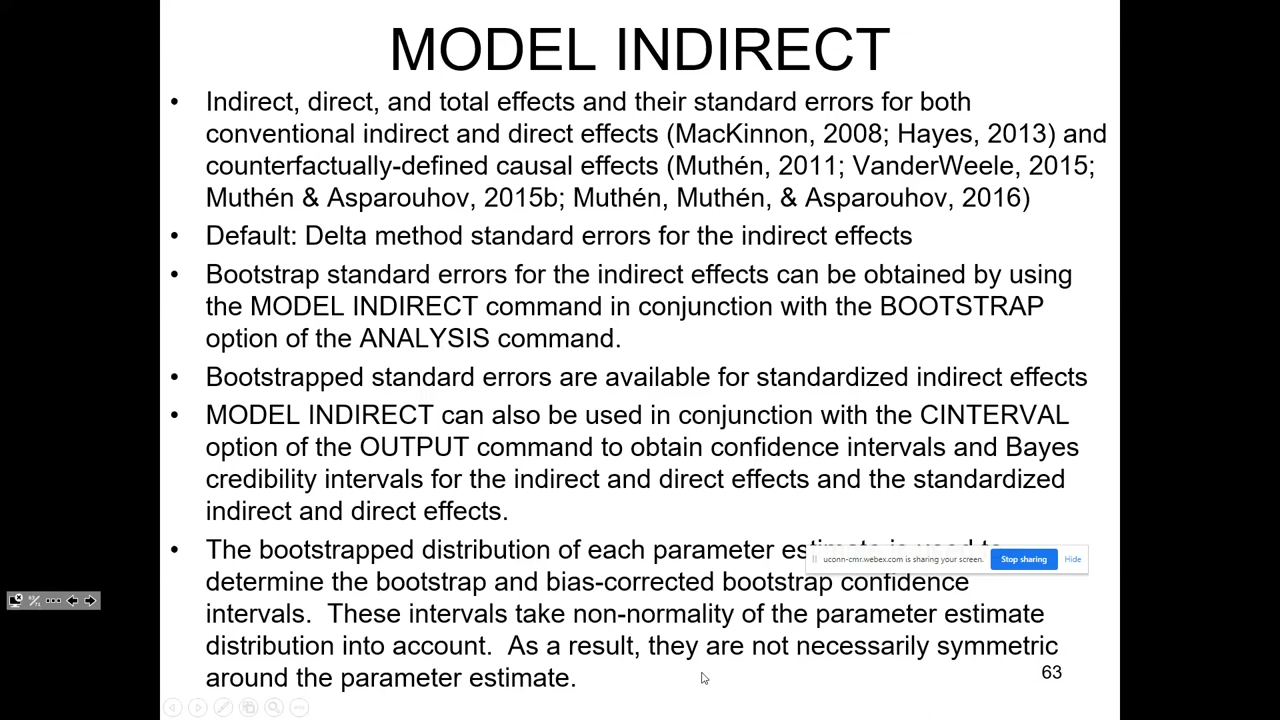 MODEL INDIRECT
• Indirect, direct, and total effects and their standard errors for both
conventional indirect and direct effects (MacKinnon, 2008; Hayes, 2013) and
counterfactually-defined causal effects (Muthén, 2011; VanderWeele, 2015;
Muthén & Asparouhov, 2015b; Muthén, Muthén, & Asparouhov, 2016)
• Default: Delta method standard errors for the indirect effects
• Bootstrap standard errors for the indirect effects can be obtained by using
the MODEL INDIRECT command in conjunction with the BOOTSTRAP
option of the ANALYSIS command.
• Bootstrapped standard errors are available for standardized indirect effects
• MODEL INDIRECT can also be used in conjunction with the CINTERVAL
option of the OUTPUT command to obtain confidence intervals and Bayes
credibility intervals for the indirect and direct effects and the standardized
indirect and direct effects.
• The bootstrapped distribution of each parameter estimate is used to
uconn-cmr.webex.com is sharing your screen. Stop sharing Hide
determine the bootstrap and bias-corrected bootstrap confidence
intervals. These intervals take non-normality of the parameter estimate
distribution into account. As a result, they are not necessarily symmetric
around the parameter estimate.
63